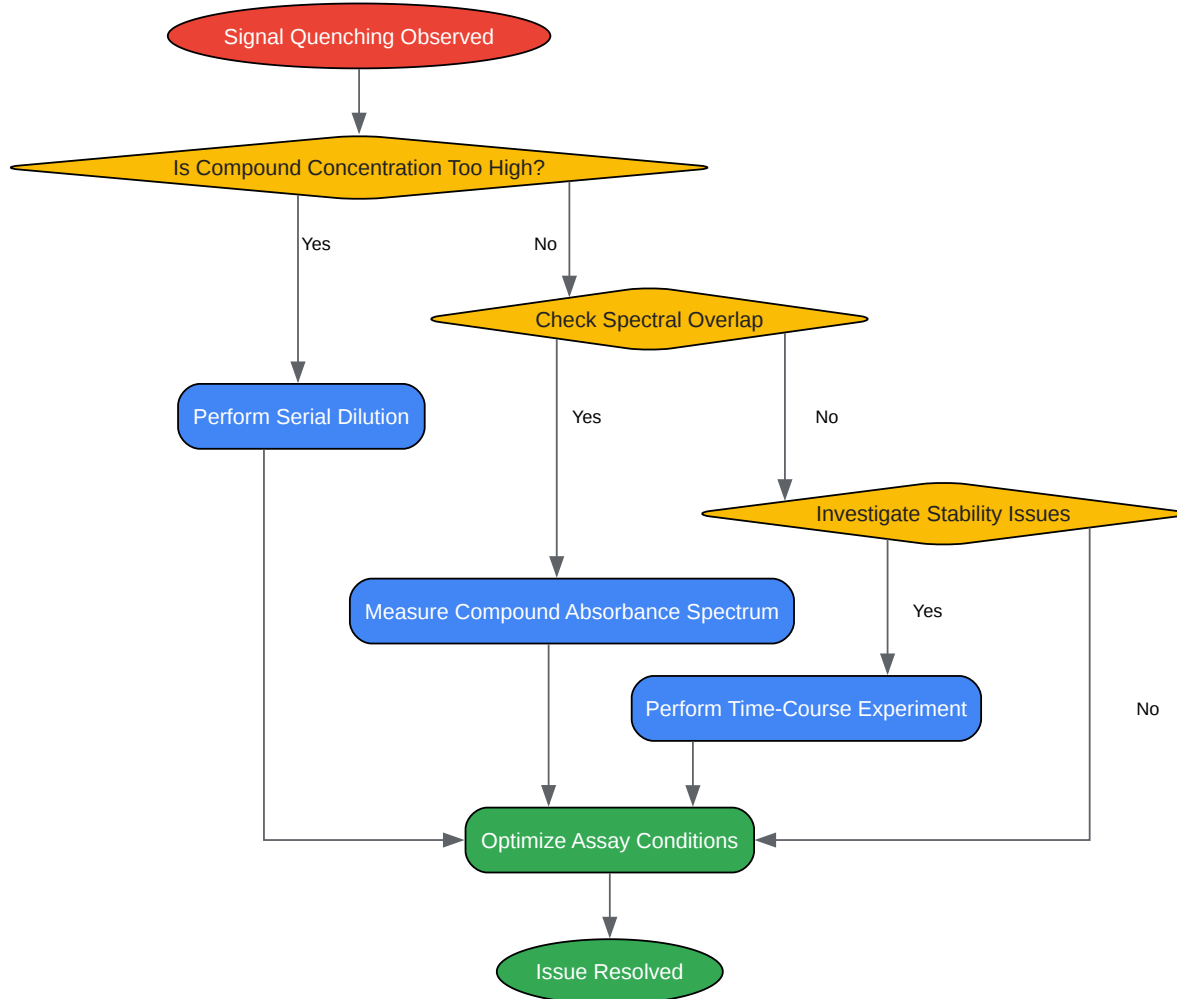 Signal Quenching Observed
Is Compound Concentration Too High?
Yes
No
Check Spectral Overlap
Perform Serial Dilution
Yes
No
Investigate Stability Issues
Measure Compound Absorbance Spectrum
Yes
Perform Time-Course Experiment
No
Optimize Assay Conditions
Issue Resolved